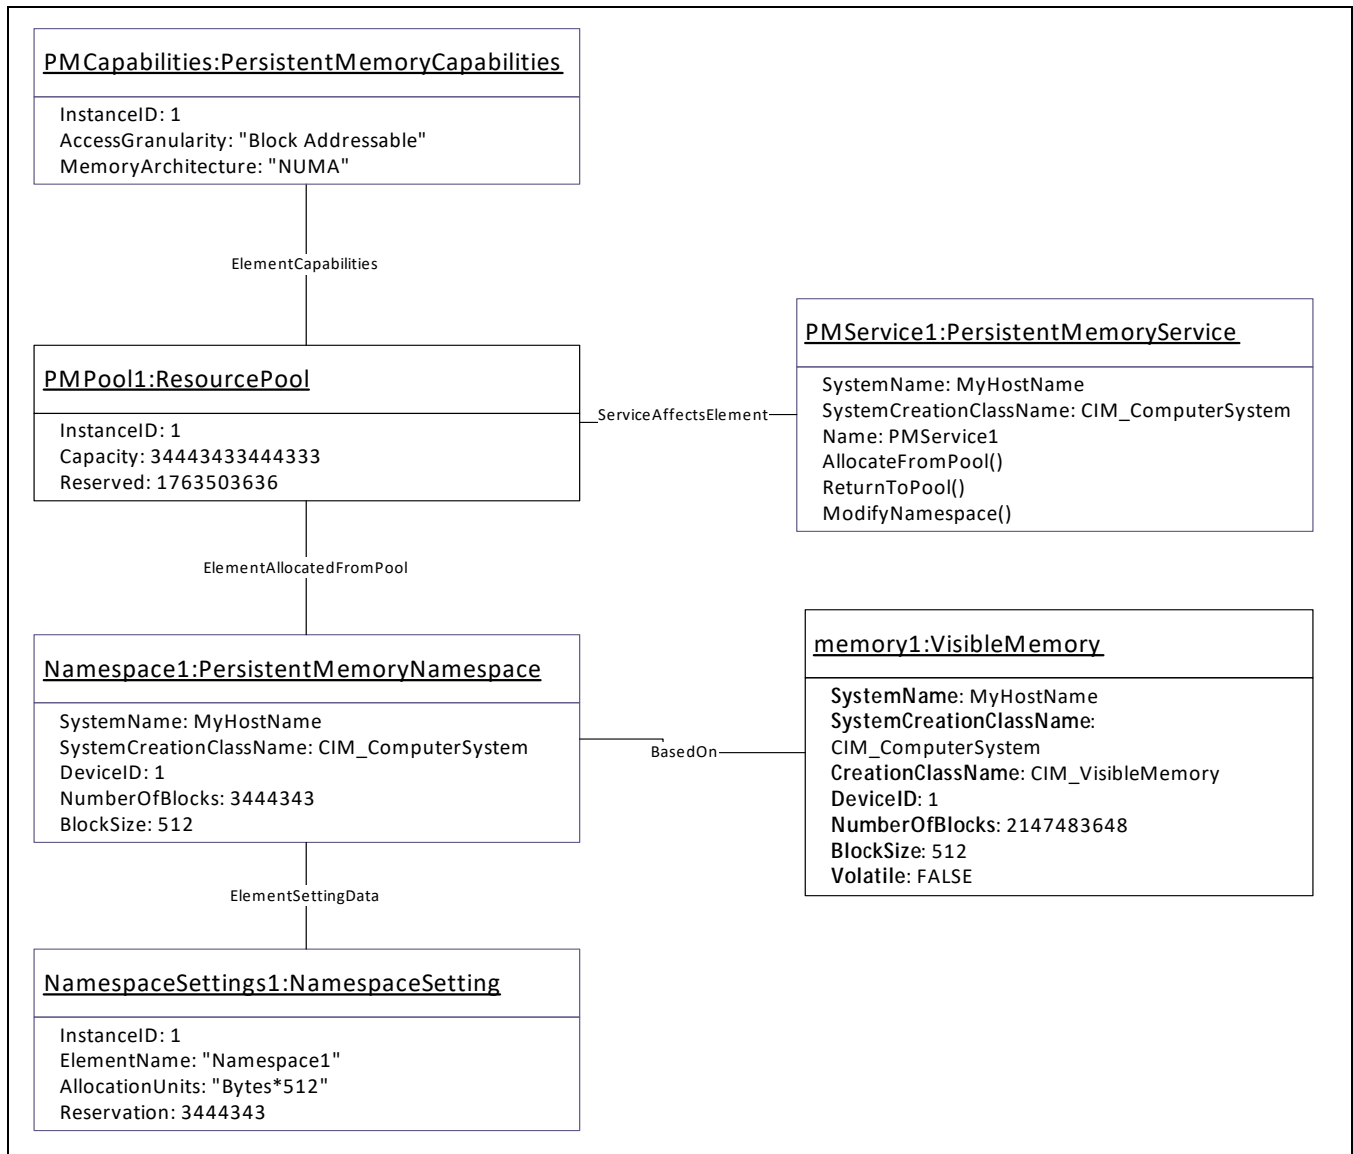 PMCapabilities:PersistentMemoryCapabilities
InstanceID: 1
AccessGranularity: "Block Addressable"
MemoryArchitecture: "NUMA"
ElementCapabilities
PMPool1:ResourcePool
InstanceID: 1
Capacity: 34443433444333
Reserved: 1763503636
ServiceAffectsElement
PMService1:PersistentMemoryService
SystemName: MyHostName
SystemCreationClassName: CIM_ComputerSystem
Name: PMService1
AllocateFromPool()
ReturnToPool()
ModifyNamespace()
ElementAllocatedFromPool
Namespace1:PersistentMemoryNamespace
SystemName: MyHostName
SystemCreationClassName: CIM_ComputerSystem
DeviceID: 1
NumberOfBlocks: 3444343
BlockSize: 512
BasedOn
memory1:VisibleMemory
SystemName: MyHostName
SystemCreationClassName:
CIM_ComputerSystem
CreationClassName: CIM_VisibleMemory
DeviceID: 1
NumberOfBlocks: 2147483648
BlockSize: 512
Volatile: FALSE
ElementSettingData
NamespaceSettings1:NamespaceSetting
InstanceID: 1
ElementName: "Namespace1"
AllocationUnits: "Bytes*512"
Reservation: 3444343